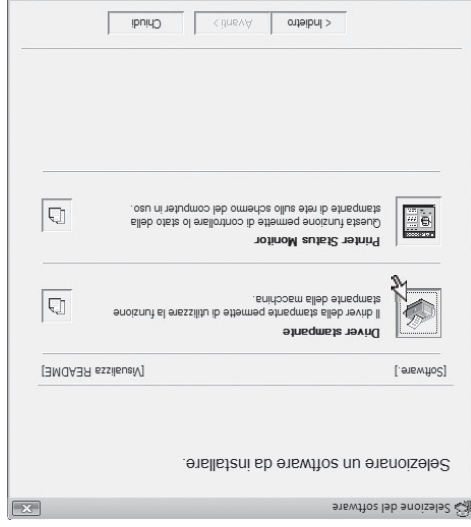 Selezione del software
Selezionare un software da installare.
[Software.] [Visualizza README]
Driver stampante
Il driver della stampante permette di utilizzare la funzione
stampante della macchina.
Printer Status Monitor
Questa funzione permette di controllare lo stato della
stampante di rete sullo schermo del computer in uso.
< Indietro Avanti > Chiudi